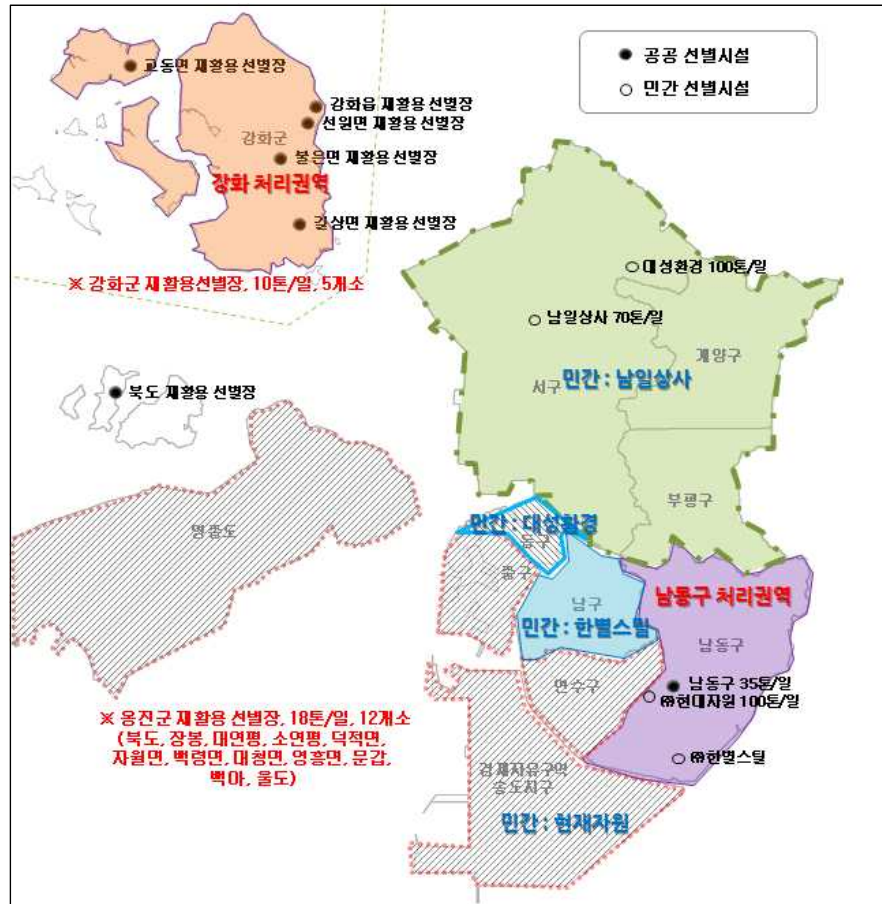 공공 선별시설
민간 선별시설
교동면 재활용 선별장
강화읍 재활용 선별장
선원면 재활용 선별장
강화군
불은면 재활용 선별장
강화 처리권역
길상면 재활용 선별장
※ 강화군 재활용선별장, 10톤/일, 5개소
대성환경 100톤/일
남일상사 70톤/일
계양구
민간 : 남일상사
서구
북도 재활용 선별장
부평구
영종도
민간 : 대성환경
동구
중구
남구
민간 : 한별스틸
남동구 처리권역
남동구
연수구
남동구 35톤/일
㈜현대자원 100톤/일
㈜한별스틸
※ 옹진군 재활용 선별장, 18톤/일, 12개소
(북도, 장봉, 대연평, 소연평, 덕적면,
자월면, 백령면, 대청면, 영흥면, 문갑,
백아, 울도)
경제자유구역
송도지구
민간 : 현재자원